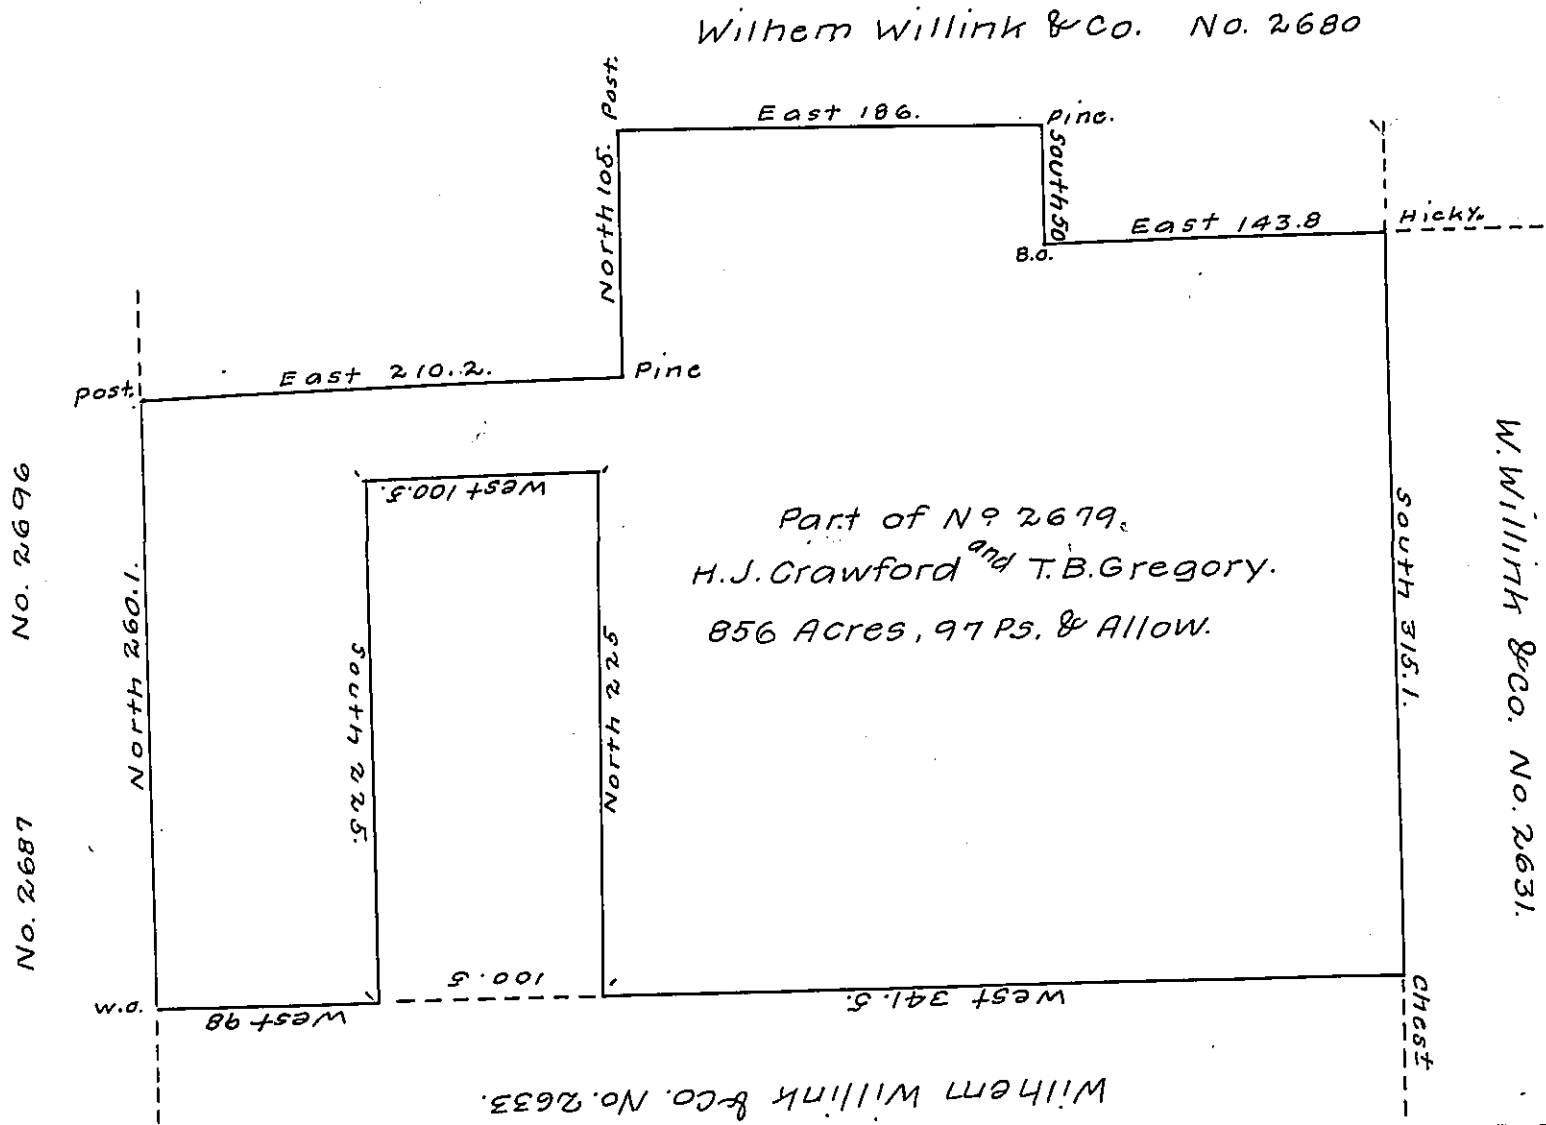 Wilhem Willink & Co. No. 2680
Post.
East 186.
Pine.
North 105.
South 50
East 143.8
Hicky.
B.O.
Post.
East 210.2.
Pine
No. 2696
No. 2687
North 260.1.
West 100.5.
South 225.
North 225
Part of No 2679.
H.J. Crawford and T.B. Gregory.
856 Acres, 97 Ps. & Allow.
South 315.1.
W. Willink & Co. No. 2631.
W.O.
West 98
100.5
West 341.5.
Chest
Wilhem Willink & Co. No. 2633.